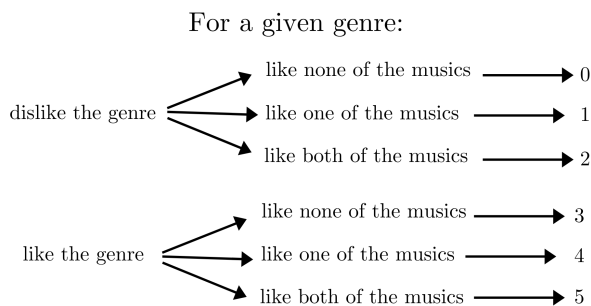 For a given genre:
like none of the musics 0
dislike the genre like one of the musics 1
like both of the musics 2
like none of the musics 3
like the genre like one of the musics 4
like both of the musics 5